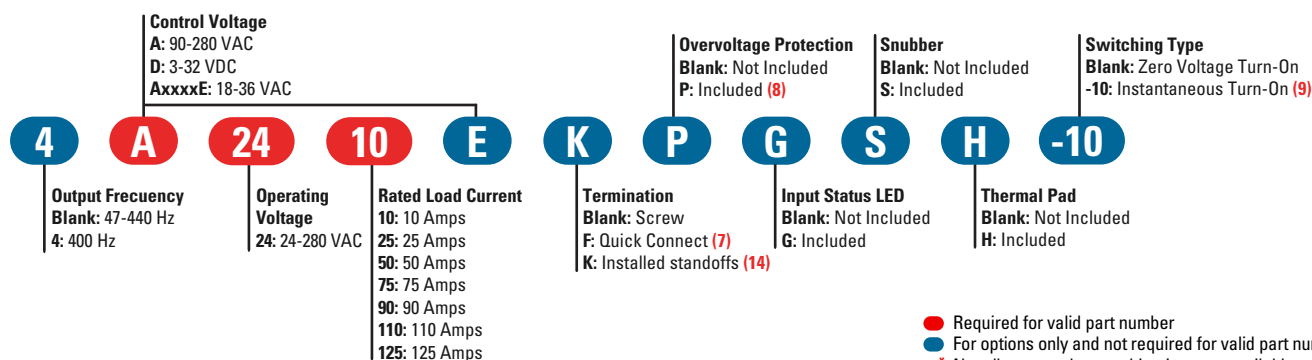 Control Voltage
A: 90-280 VAC
D: 3-32 VDC
AxxxxE: 18-36 VAC
Overvoltage Protection
Blank: Not Included
P: Included (8)
Snubber
Blank: Not Included
S: Included
Switching Type
Blank: Zero Voltage Turn-On
-10: Instantaneous Turn-On (9)
4 A 24 10 E K P G S H -10
Output Frecuency
Blank: 47-440 Hz
4: 400 Hz
Operating
Voltage
24: 24-280 VAC
Rated Load Current
10: 10 Amps
25: 25 Amps
50: 50 Amps
75: 75 Amps
90: 90 Amps
110: 110 Amps
125: 125 Amps
Termination
Blank: Screw
F: Quick Connect (7)
K: Installed standoffs (14)
Input Status LED
Blank: Not Included
G: Included
Thermal Pad
Blank: Not Included
H: Included
Required for valid part number
For options only and not required for valid part nu